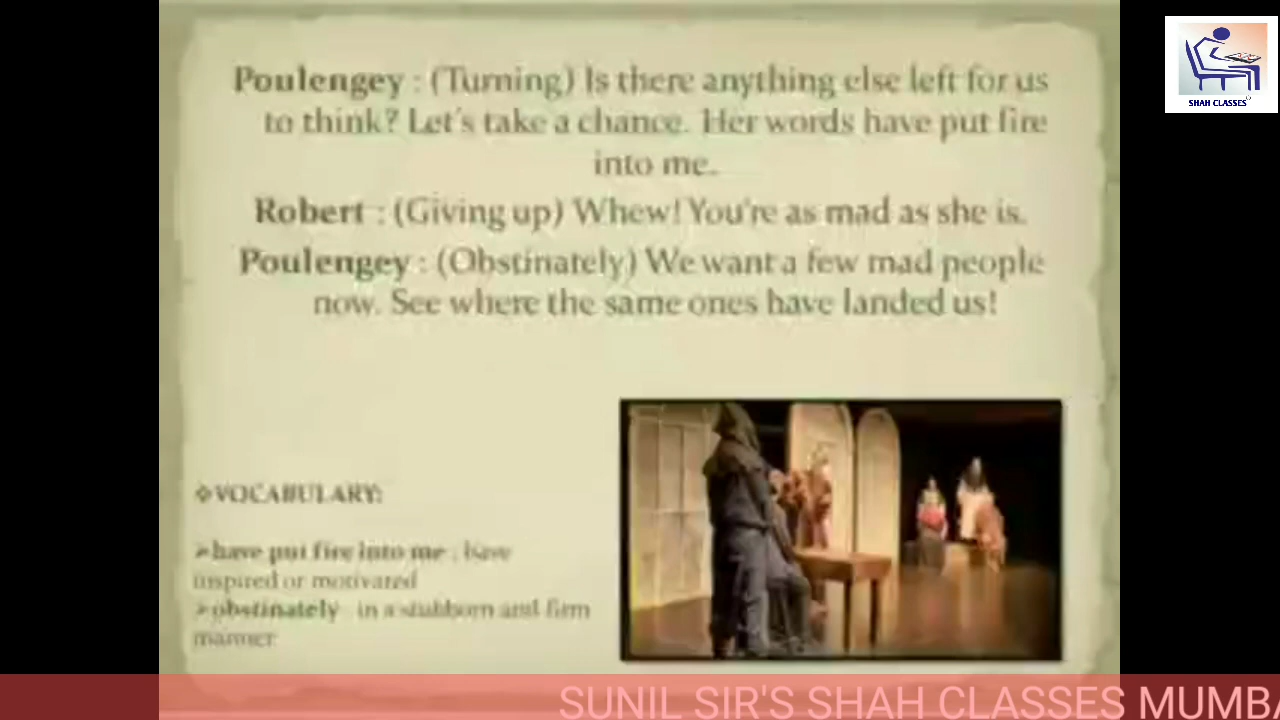 Poulengey : (Turning) Is there anything else left for us
to think? Let's take a chance. Her words have put fire
into me.
Robert : (Giving up) Whew! You're as mad as she is.
Poulengey : (Obstinately) We want a few mad people
now. See where the same ones have landed us!
VOCABULARY:
have put fire into me : have
inspired or motivated
obstinately in a stubborn and firm
manner
SHAH CLASSES
SUNIL SIR'S SHAH CLASSES MUMBA